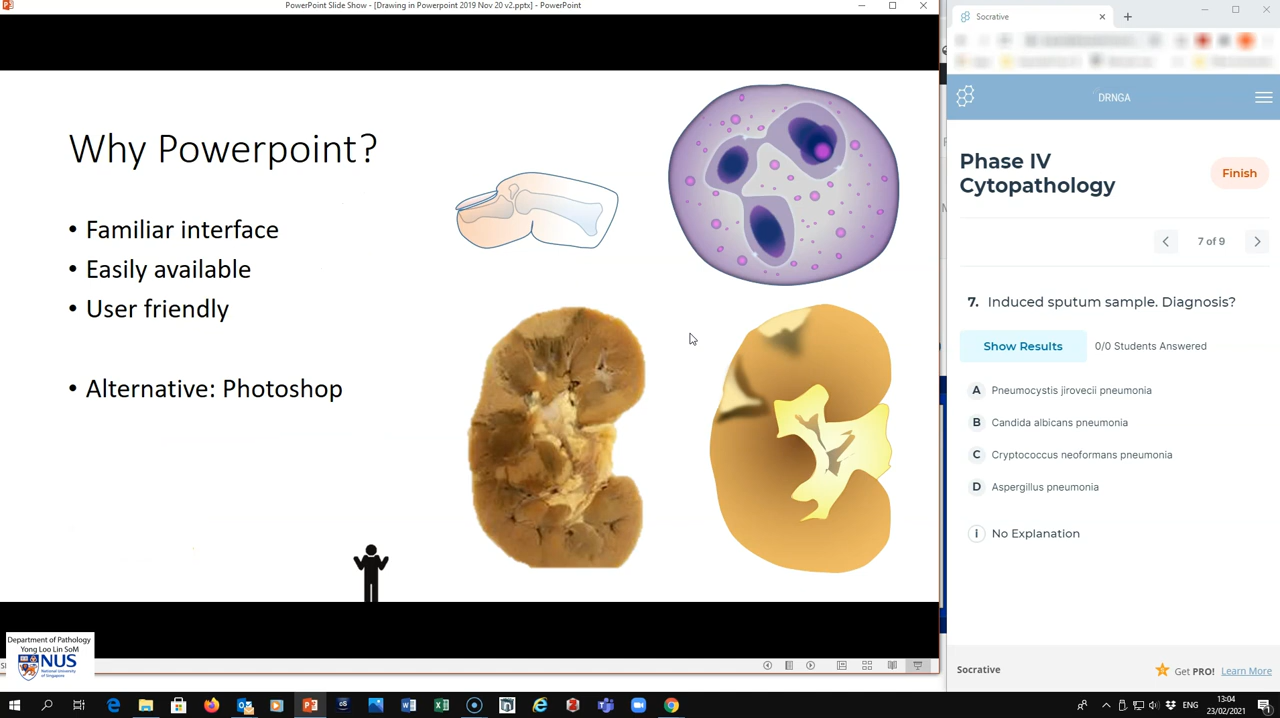 PowerPoint Slide Show - [Drawing in Powerpoint 2019 Nov 20 v2.pptx] - PowerPoint
Why Powerpoint?
• Familiar interface
• Easily available
• User friendly
• Alternative: Photoshop
Department of Pathology
Yong Loo Lin SoM
NUS
National University
of Singapore
Socrative
DRNGA
Phase IV
Cytopathology
Finish
7 of 9
7. Induced sputum sample. Diagnosis?
Show Results
0/0 Students Answered
A Pneumocystis jirovecii pneumonia
B Candida albicans pneumonia
C Cryptococcus neoformans pneumonia
D Aspergillus pneumonia
i No Explanation
Socrative
Get PRO! Learn More
ENG
13:04
23/02/2021